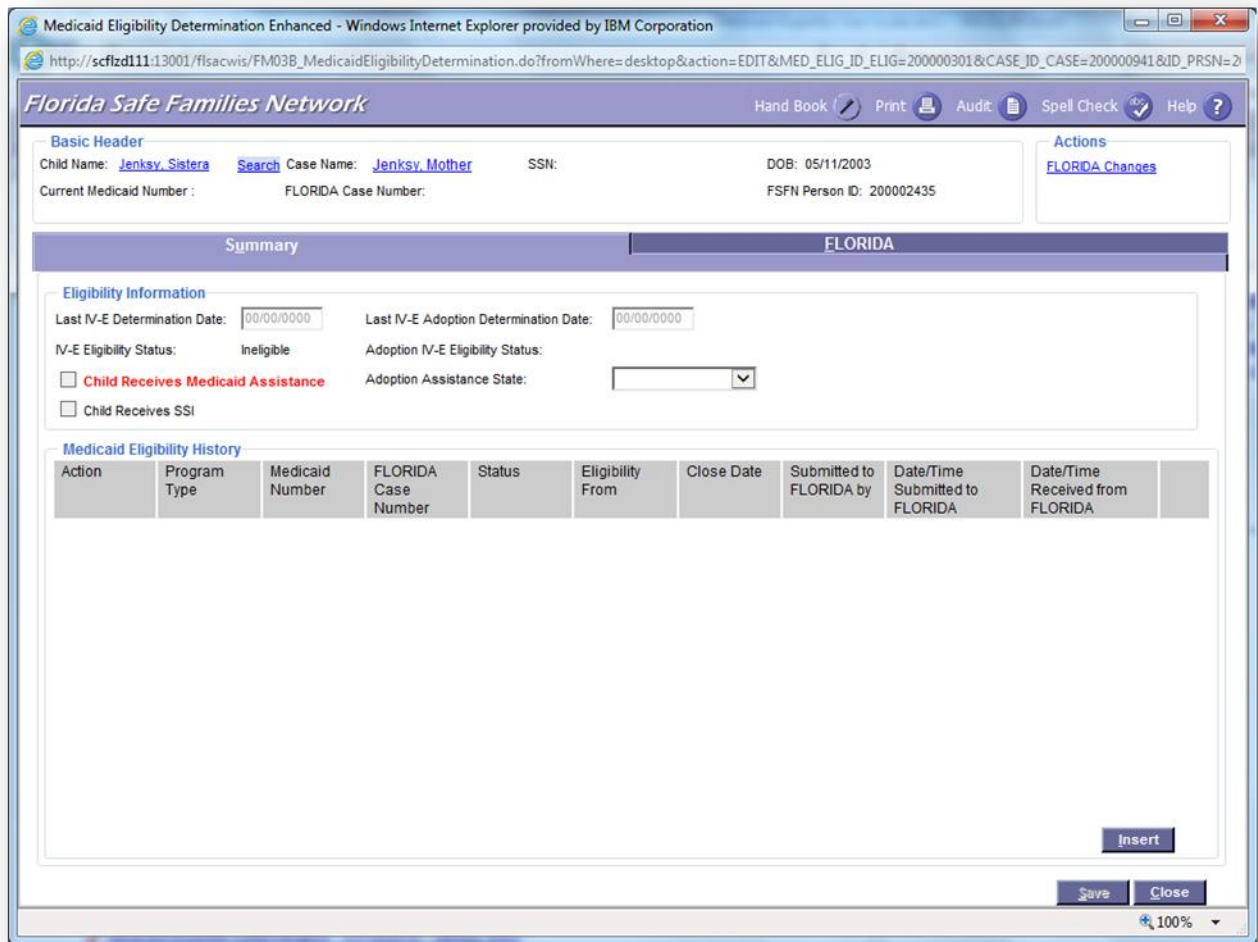 Medicaid Eligibility Determination Enhanced - Windows Internet Explorer provided by IBM Corporation
http://scflzd111:13001/flsacwis/FM03B_MedicaidEligibilityDetermination.do?fromWhere=desktop&action=EDIT&MED_ELIG_ID_ELIG=200000301&CASE_ID_CASE=200000941&ID_PRSN=2
Florida Safe Families Network Hand Book Print Audit Spell Check Help ?
Basic Header Actions
Child Name: Jenksy, Sistera Search Case Name: Jenksy, Mother SSN: DOB: 05/11/2003 FLORIDA Changes
Current Medicaid Number : FLORIDA Case Number: FSFN Person ID: 200002435
Summary FLORIDA
Eligibility Information
Last IV-E Determination Date: 00/00/0000 Last IV-E Adoption Determination Date: 00/00/0000
IV-E Eligibility Status: Ineligible Adoption IV-E Eligibility Status:
Child Receives Medicaid Assistance Adoption Assistance State:
Child Receives SSI
Medicaid Eligibility History
Action Program Type Medicaid Number FLORIDA Case Number Status Eligibility From Close Date Submitted to FLORIDA by Date/Time Submitted to FLORIDA Date/Time Received from FLORIDA
Insert
Save Close
100%